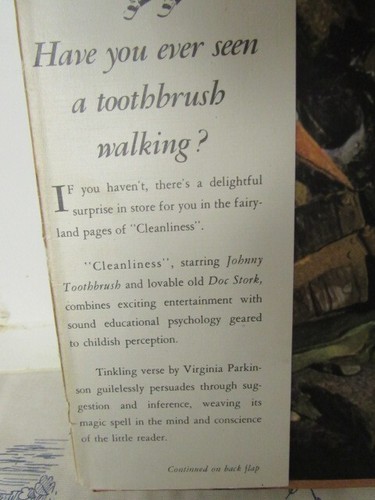 Have you ever seen
a toothbrush
walking?
IF you haven't, there's a delightful
surprise in store for you in the fairy-
land pages of "Cleanliness".
"Cleanliness", starring Johnny
Toothbrush and lovable old Doc Stork,
combines exciting entertainment with
sound educational psychology geared
to childish perception.
Tinkling verse by Virginia Parkin-
son guilelessly persuades through sug-
gestion and inference, weaving its
magic spell in the mind and conscience
of the little reader.
Continued on back flap